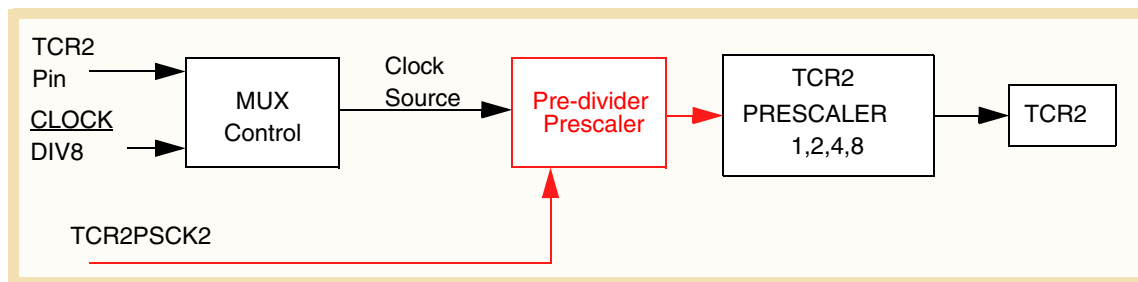 TCR2
Pin
CLOCK
DIV8
MUX
Control
Clock
Source
Pre-divider
Prescaler
TCR2
PRESCALER
1,2,4,8
TCR2
TCR2PSCK2